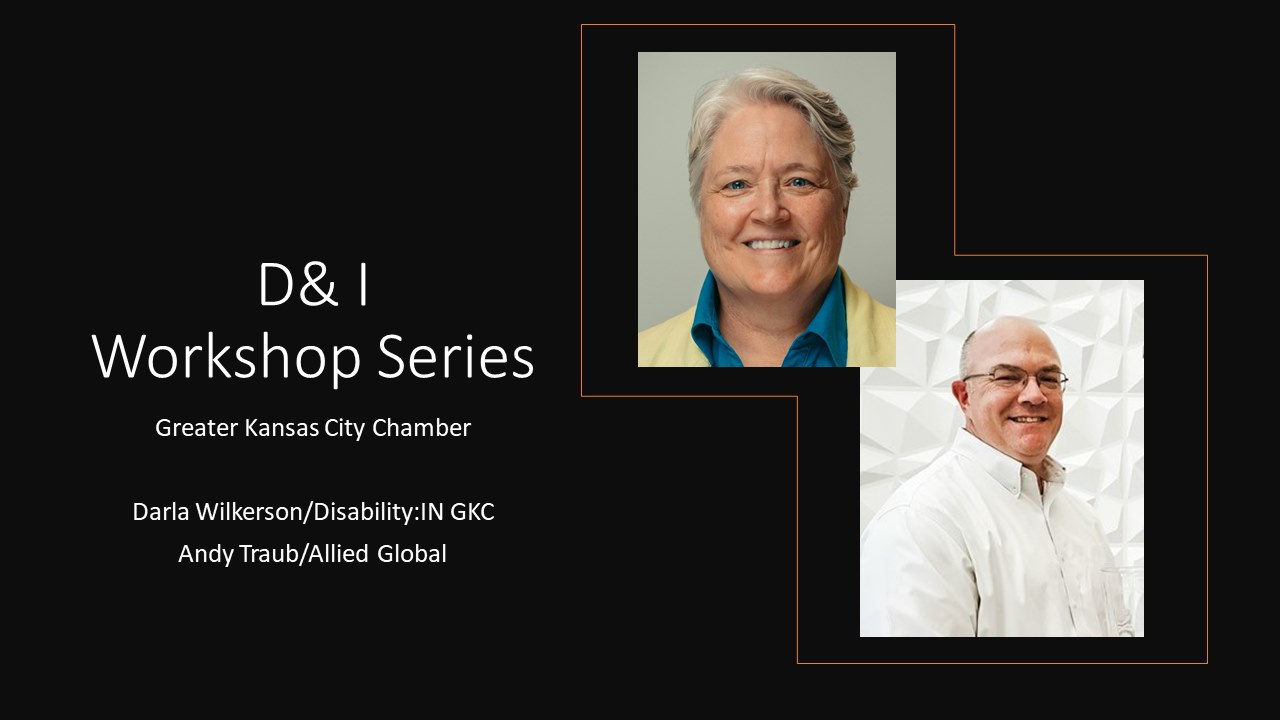 D& I
Workshop Series
Greater Kansas City Chamber
Darla Wilkerson/Disability:IN GKC
Andy Traub/Allied Global